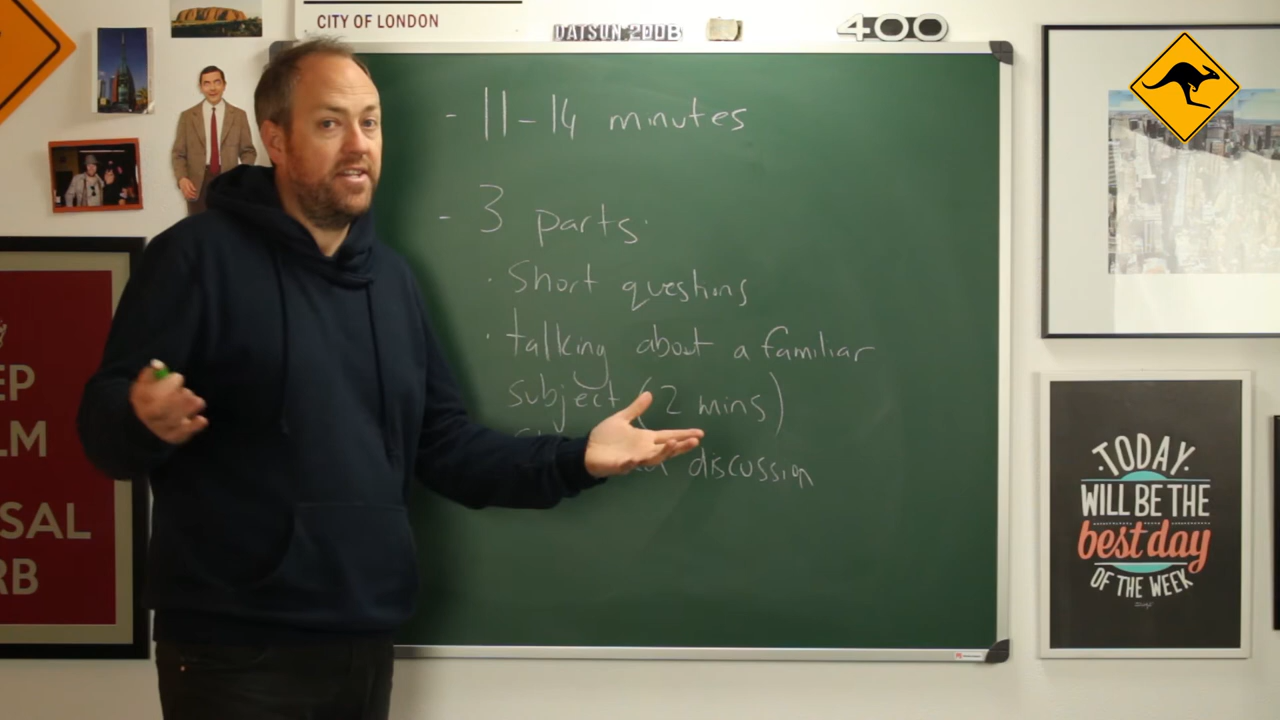 CITY OF LONDON
DATSUN 200B
400
- 11-14 minutes
- 3 parts.
· Short questions
· talking about a familiar
subject (2 mins)
discussion
EP
LM
SAL
RB
TODAY
WILL BE THE
best day
OF THE WEEK